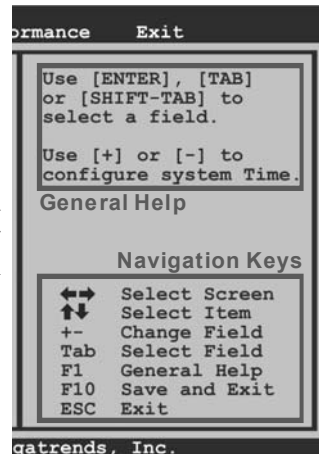 ormance Exit
Use [ENTER], [TAB]
or [SHIFT-TAB] to
select a field.
Use [+] or [-] to
configure system Time.
General Help
Navigation Keys
←→ Select Screen
↑↓ Select Item
+- Change Field
Tab Select Field
F1 General Help
F10 Save and Exit
ESC Exit
gatrends, Inc.